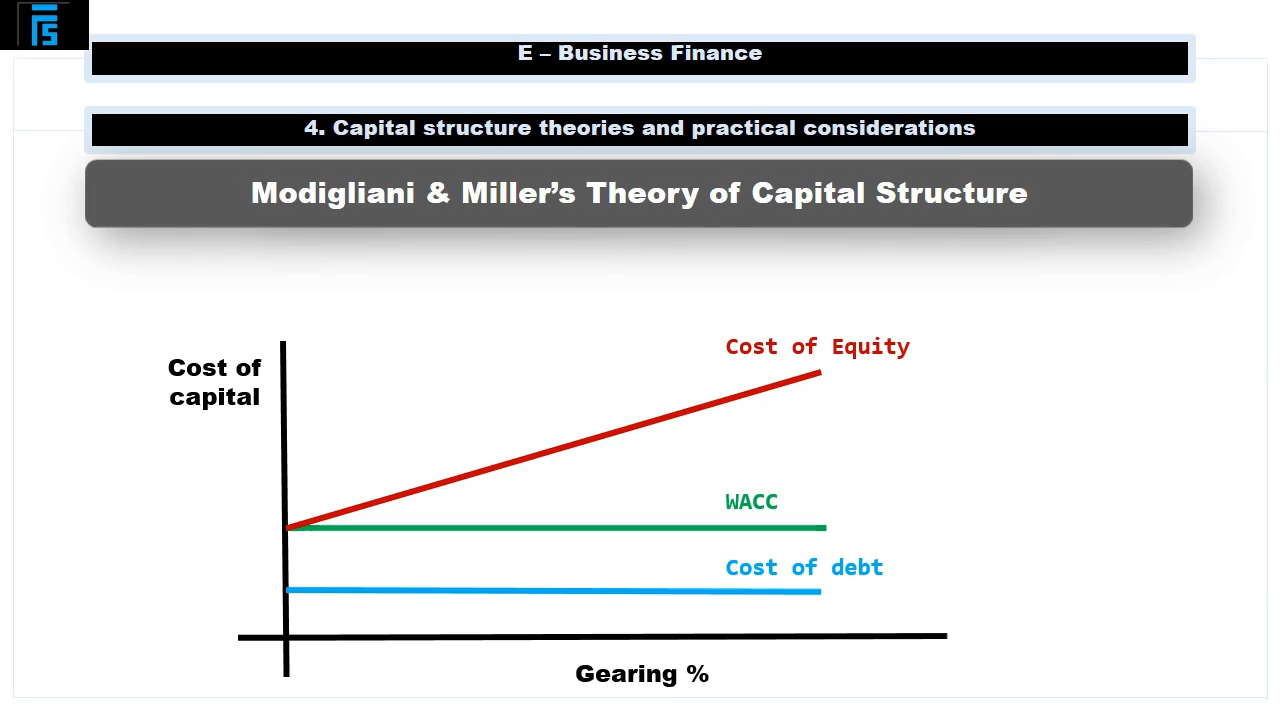 E – Business Finance
4. Capital structure theories and practical considerations
Modigliani & Miller’s Theory of Capital Structure
Cost of Equity
Cost of
capital
WACC
Cost of debt
Gearing %